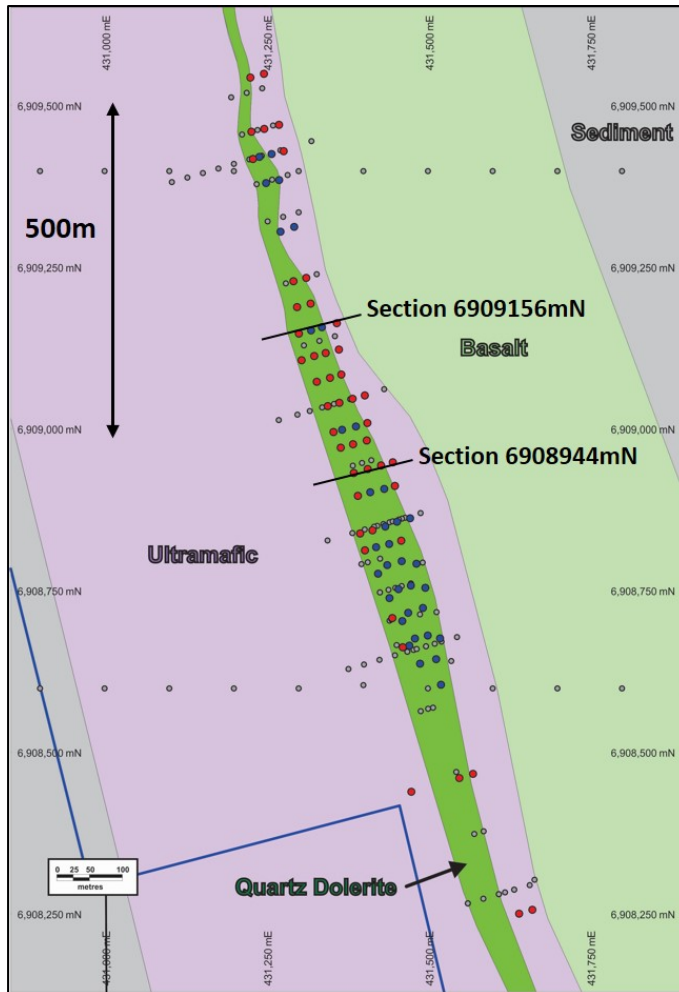 431,000 mE
431,250 mE
431,500 mE
431,750 mE
6,909,500 mN
6,909,500 mN
Sediment
500m
6,909,250 mN
6,909,250 mN
Section 6909156mN
Basalt
6,909,000 mN
6,909,000 mN
Section 6908944mN
Ultramafic
6,908,750 mN
6,908,750 mN
6,908,500 mN
6,908,500 mN
0 25 50 100
metres
Quartz Dolerite
6,908,250 mN
6,908,250 mN
431,000 mE
431,250 mE
431,500 mE
431,750 mE